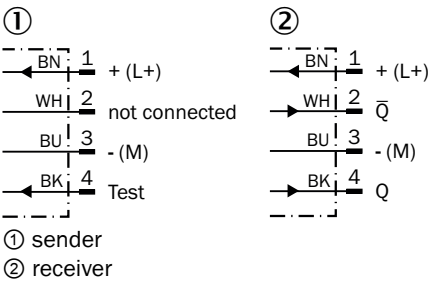 ① ②
BN 1 + (L+) BN 1 + (L+)
WH 2 not connected WH 2 Q̅
BU 3 - (M) BU 3 - (M)
BK 4 Test BK 4 Q
① sender
② receiver